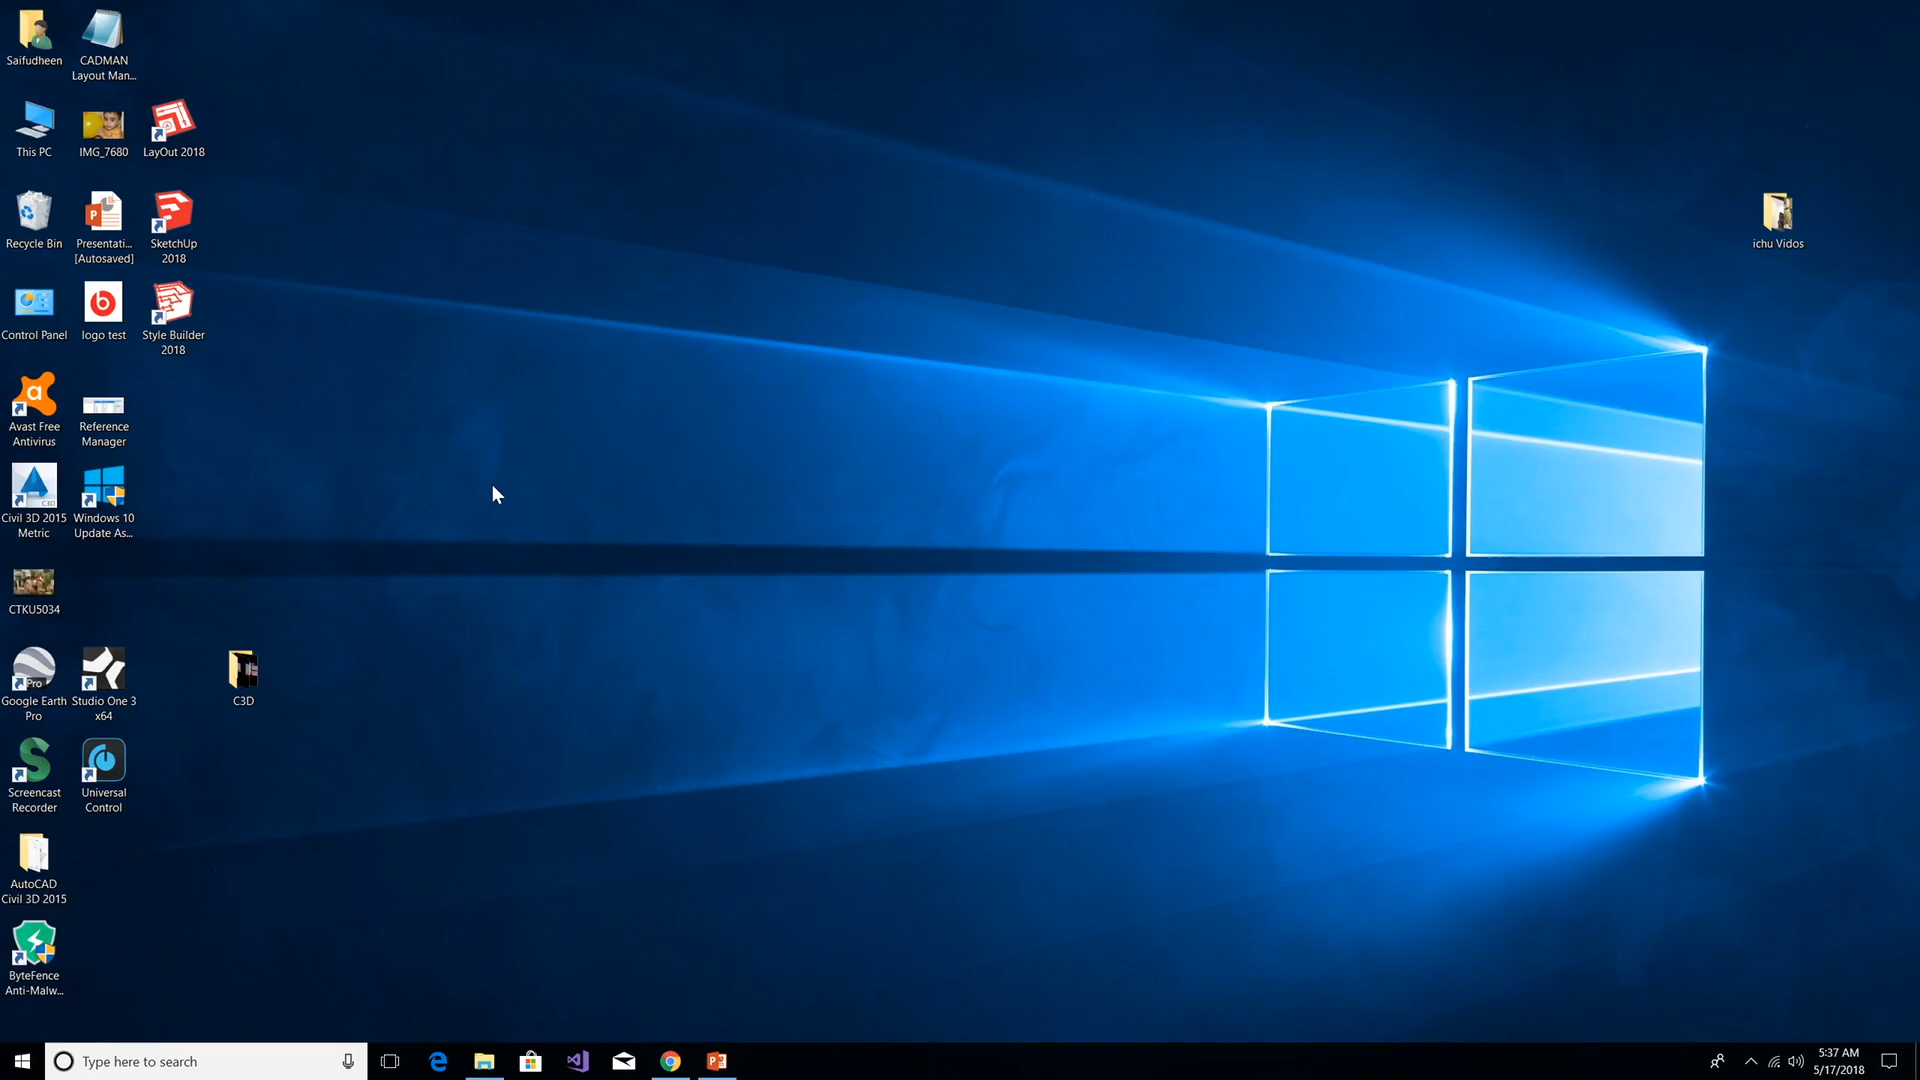 Saifudheen
CADMAN
Layout Man...
This PC
IMG_7680
LayOut 2018
Recycle Bin
Presentati...
[Autosaved]
SketchUp
2018
ichu Vidos
Control Panel
logo test
Style Builder
2018
Avast Free
Antivirus
Reference
Manager
C3D
Civil 3D 2015
Metric
Windows 10
Update As...
CTKU5034
Pro
Google Earth
Pro
Studio One 3
x64
C3D
Screencast
Recorder
Universal
Control
AutoCAD
Civil 3D 2015
ByteFence
Anti-Malw...
Type here to search
5:37 AM
5/17/2018